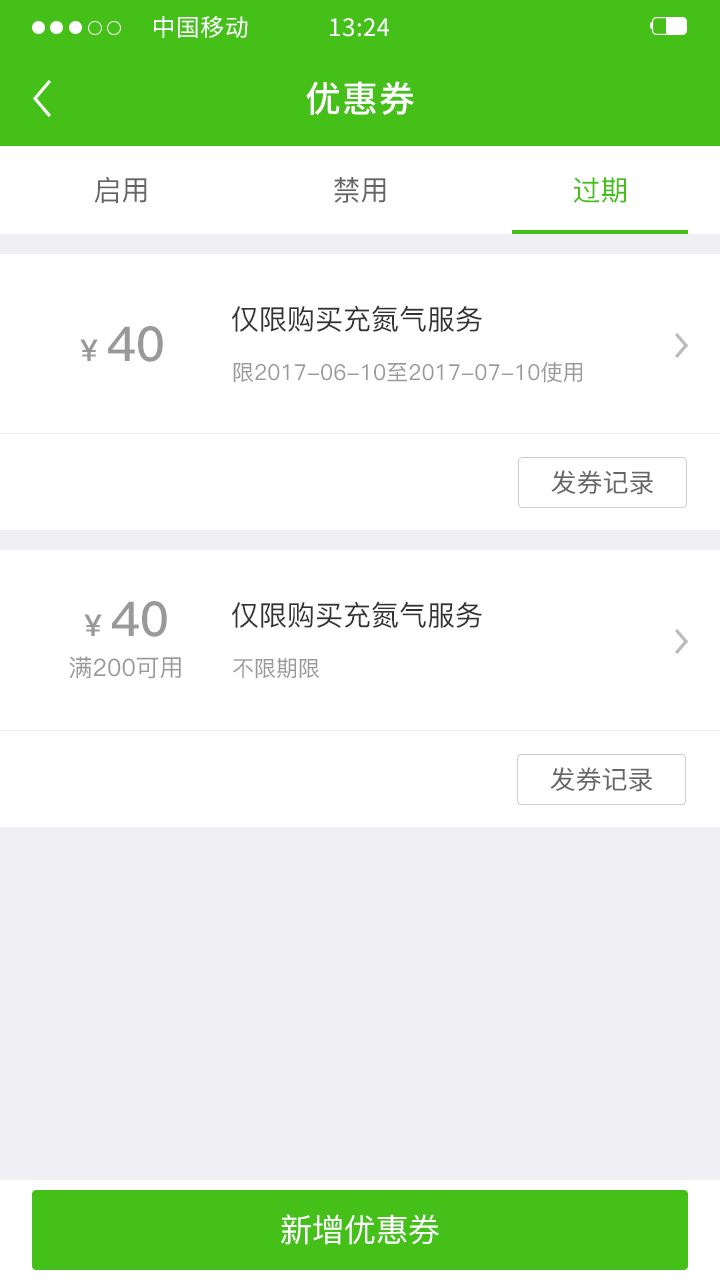 中国移动 13:24
优惠券
启用 禁用 过期
¥ 40 仅限购买充氮气服务
限2017-06-10至2017-07-10使用
发券记录
¥ 40 仅限购买充氮气服务
满200可用 不限期限
发券记录
新增优惠券